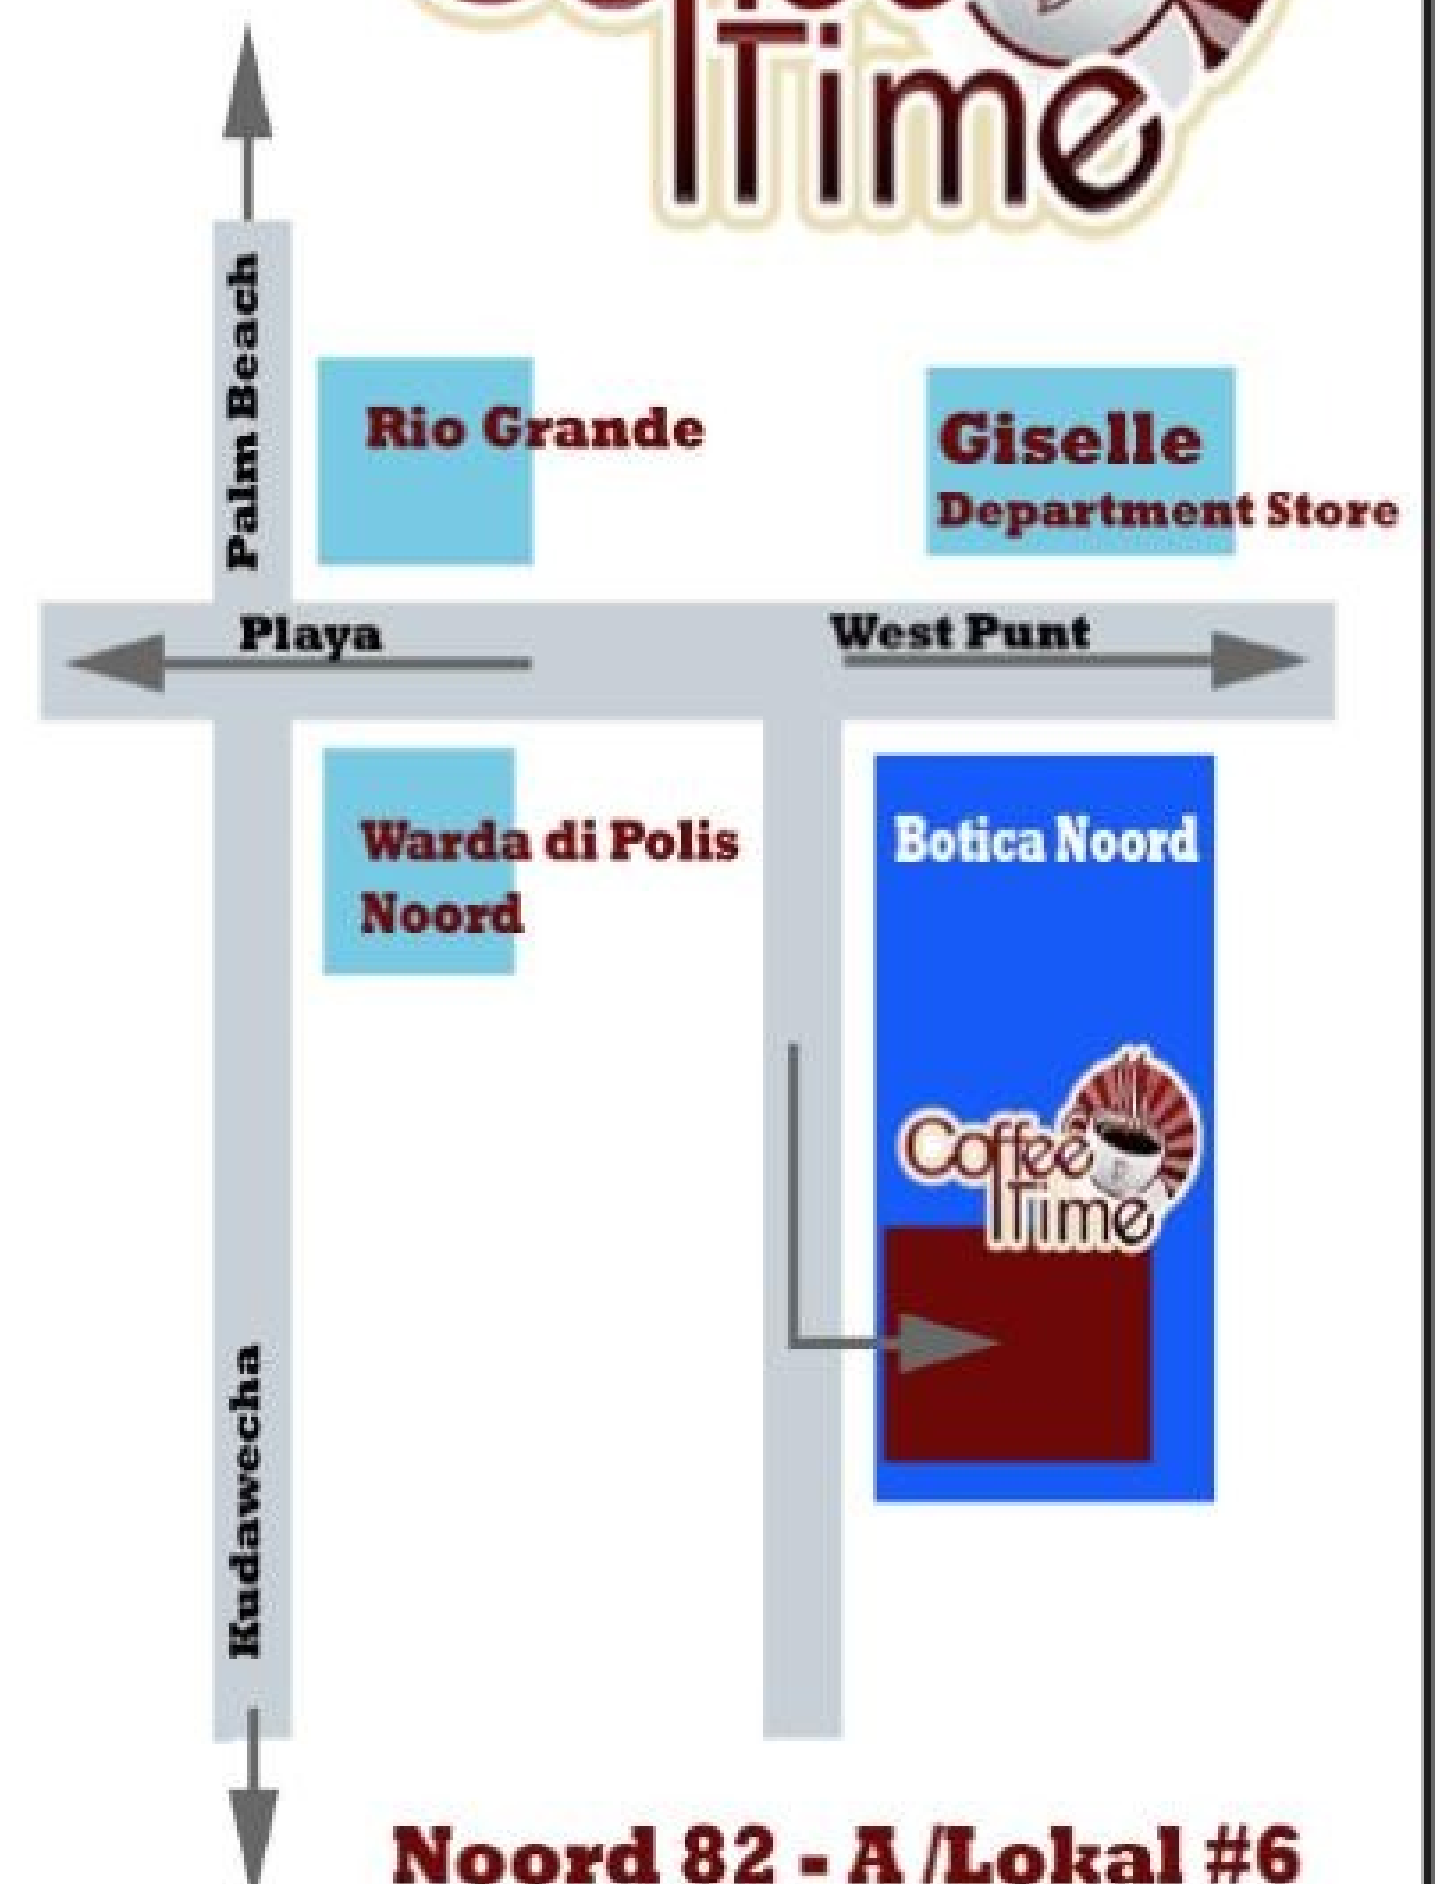 Coffee
Time
Palm Beach
Rio Grande
Giselle
Department Store
Playa
West Punt
Warda di Polis
Noord
Botica Noord
Coffee
Time
Kudawecha
Noord 82 - A /Lokal #6